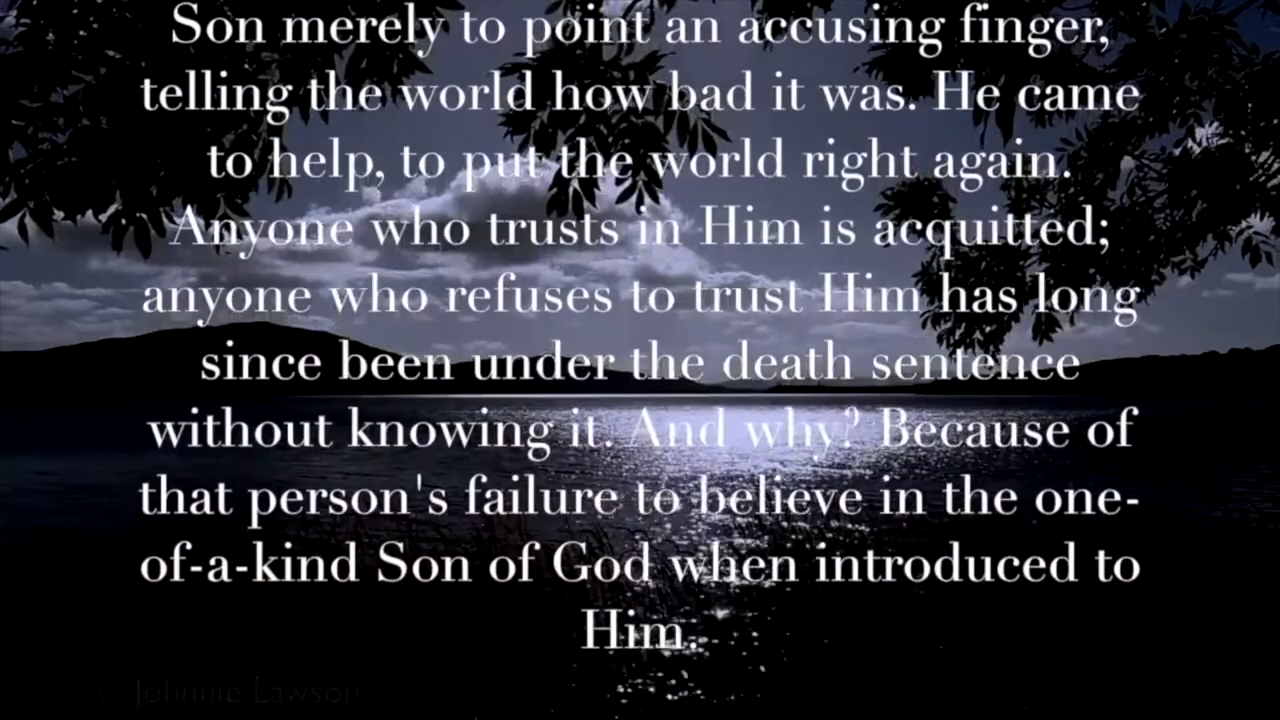 Son merely to point an accusing finger,
telling the world how bad it was. He came
to help, to put the world right again.
Anyone who trusts in Him is acquitted;
anyone who refuses to trust Him has long
since been under the death sentence
without knowing it. And why? Because of
that person's failure to believe in the one-
of-a-kind Son of God when introduced to
Him.
© Johnnie Lawson